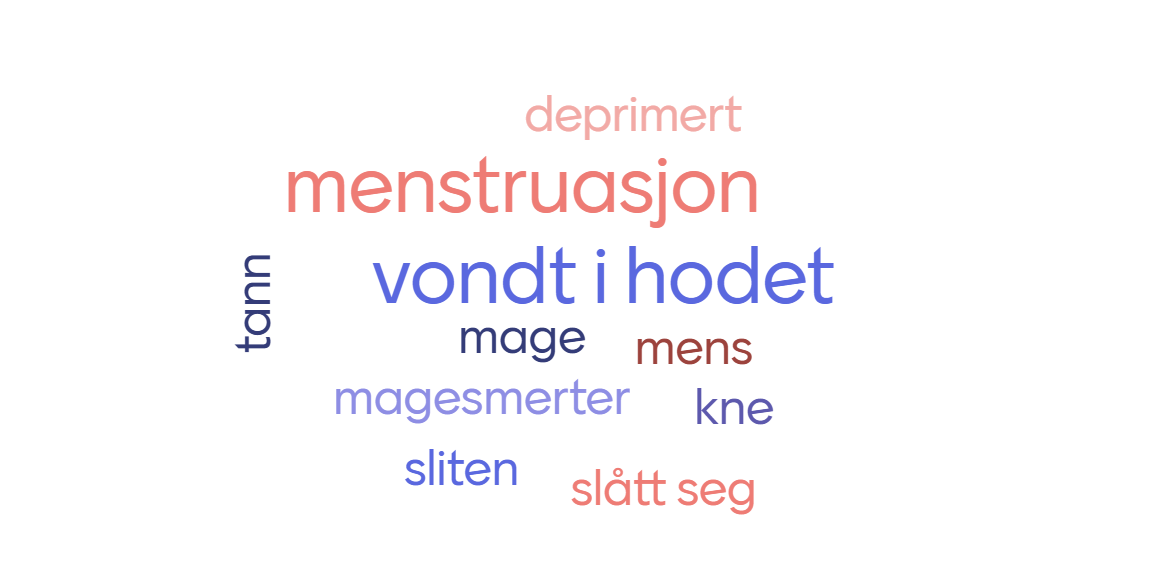 deprimert
menstruasjon
tann
vondt i hodet
mage
mens
magesmerter
kne
sliten
slått seg